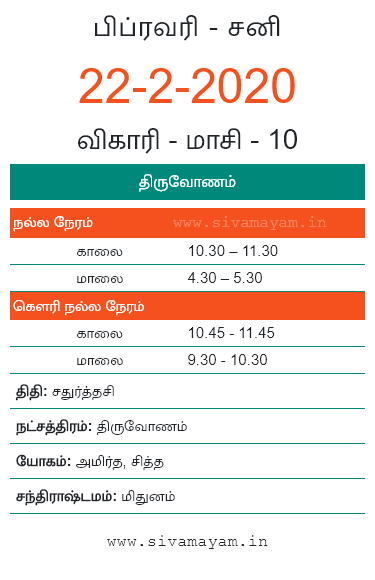 பிப்ரவரி - சனி
22-2-2020
விகாரி - மாசி - 10
திருவோணம்
நல்ல நேரம் www.sivamayam.in
காலை 10.30 – 11.30
மாலை 4.30 – 5.30
கௌரி நல்ல நேரம்
காலை 10.45 - 11.45
மாலை 9.30 - 10.30
திதி: சதுர்த்தசி
நட்சத்திரம்: திருவோணம்
யோகம்: அமிர்த, சித்த
சந்திராஷ்டமம்: மிதுனம்
www.sivamayam.in